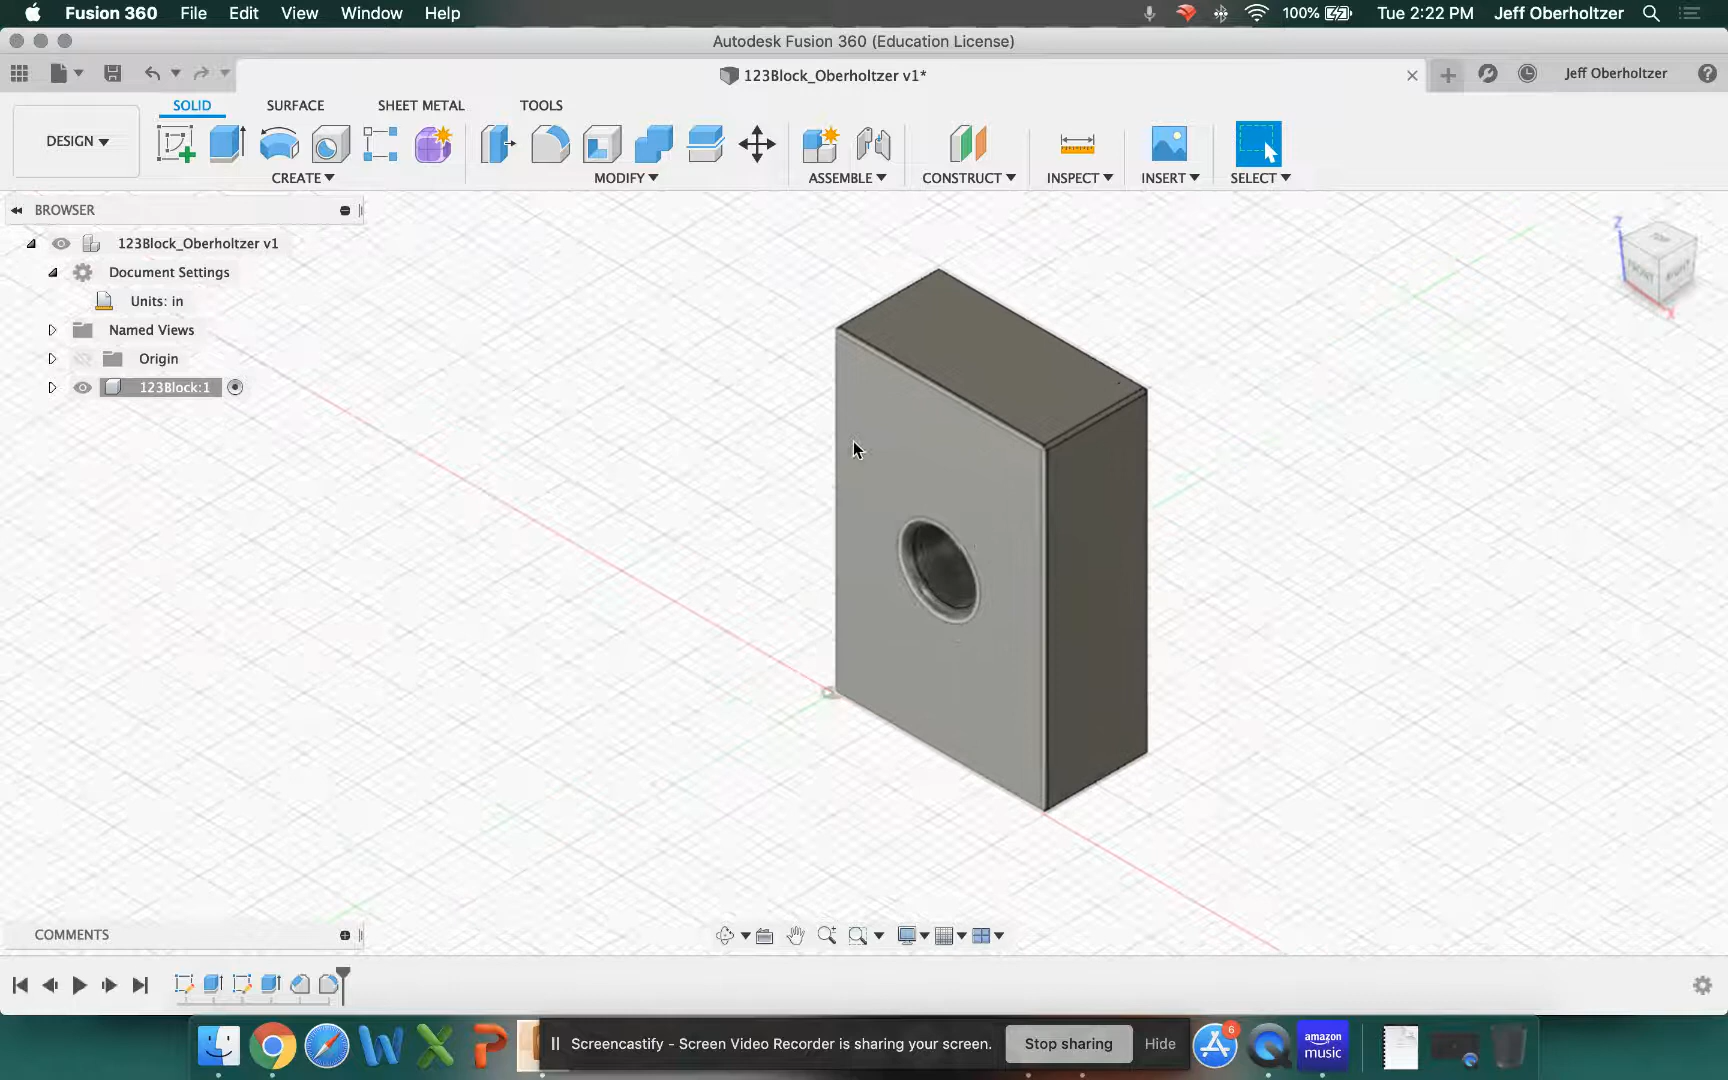 Fusion 360 File Edit View Window Help 100% Tue 2:22 PM Jeff Oberholtzer
Autodesk Fusion 360 (Education License)
123Block_Oberholtzer v1* Jeff Oberholtzer
SOLID SURFACE SHEET METAL TOOLS
DESIGN
CREATE MODIFY ASSEMBLE CONSTRUCT INSPECT INSERT SELECT
BROWSER
123Block_Oberholtzer v1
Document Settings
Units: in
Named Views
Origin
123Block:1
Z
FRONT
X
COMMENTS
Screencastify - Screen Video Recorder is sharing your screen. Stop sharing Hide
6
amazon
music